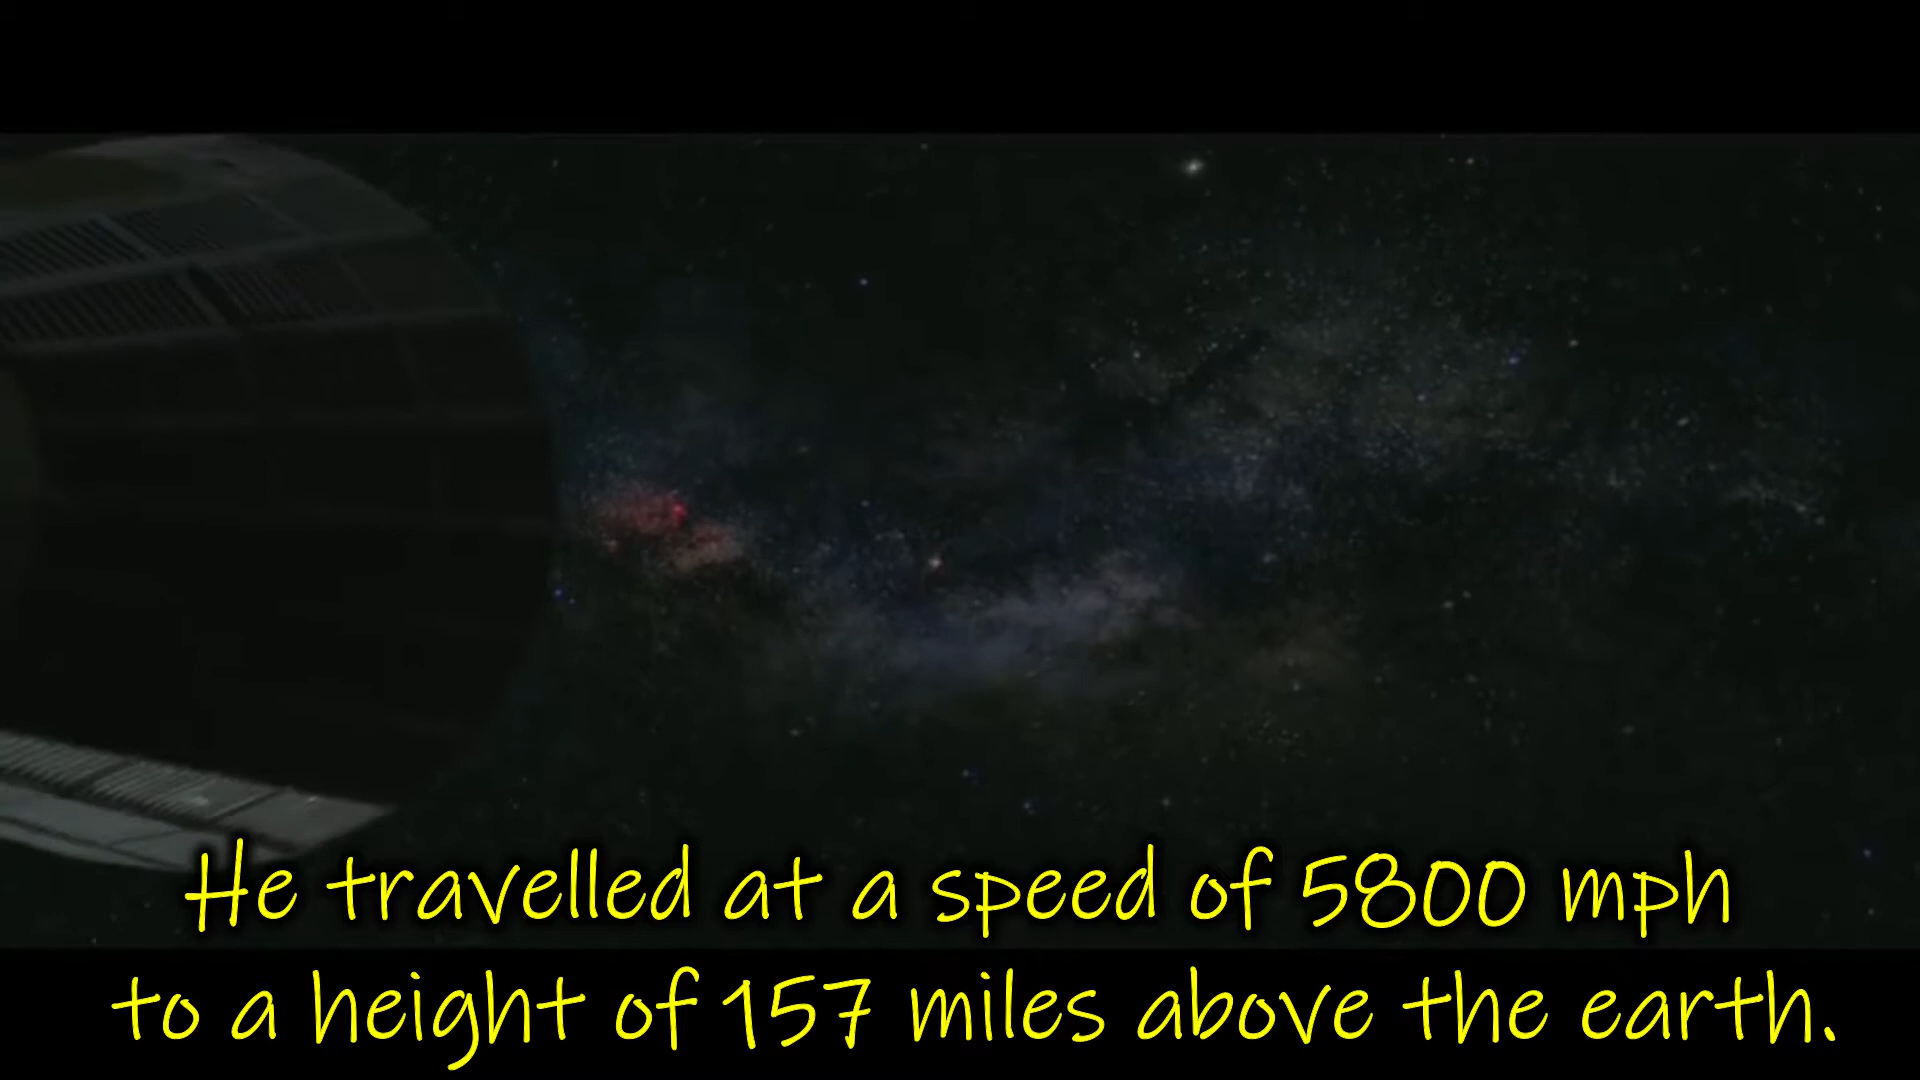 He travelled at a speed of 5800 mph
to a height of 157 miles above the earth.